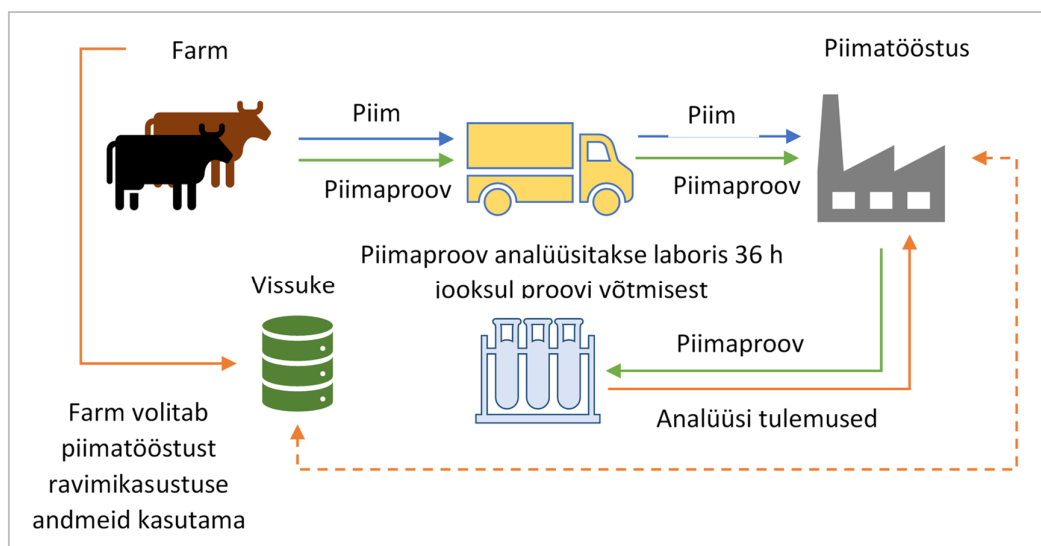 Farm
Piimatööstus
Piim
Piim
Piimaproov
Piimaproov
Piimaproov analüüsitakse laboris 36 h
jooksul proovi võtmisest
Vissuke
Piimaproov
Analüüsi tulemused
Farm volitab
piimatööstust
ravimikasustuse
andmeid kasutama